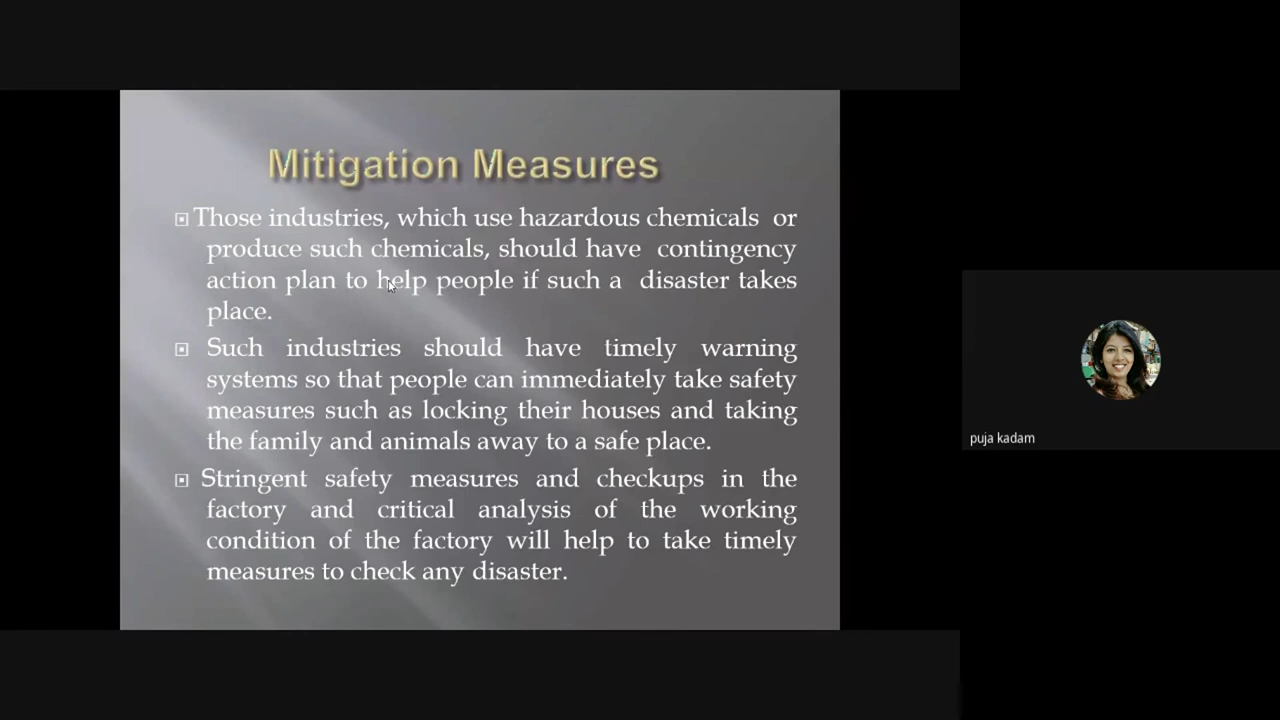 Mitigation Measures
Those industries, which use hazardous chemicals or
produce such chemicals, should have contingency
action plan to help people if such a disaster takes
place.
Such industries should have timely warning
systems so that people can immediately take safety
measures such as locking their houses and taking
the family and animals away to a safe place.
Stringent safety measures and checkups in the
factory and critical analysis of the working
condition of the factory will help to take timely
measures to check any disaster.
puja kadam